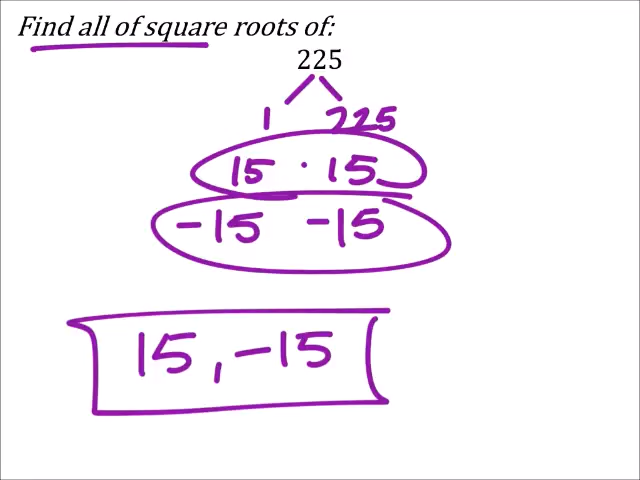 Find all of square roots of:
225
1 225
15 · 15
-15 -15
15, -15